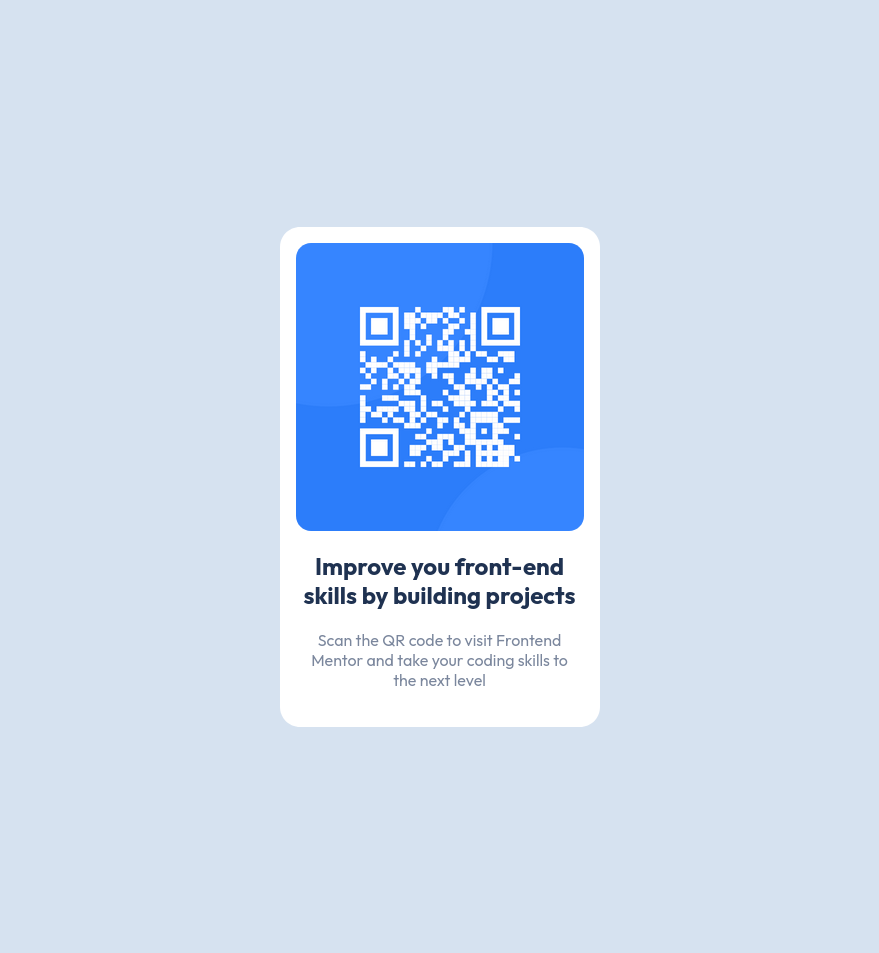 Improve you front-end
skills by building projects
Scan the QR code to visit Frontend
Mentor and take your coding skills to
the next level